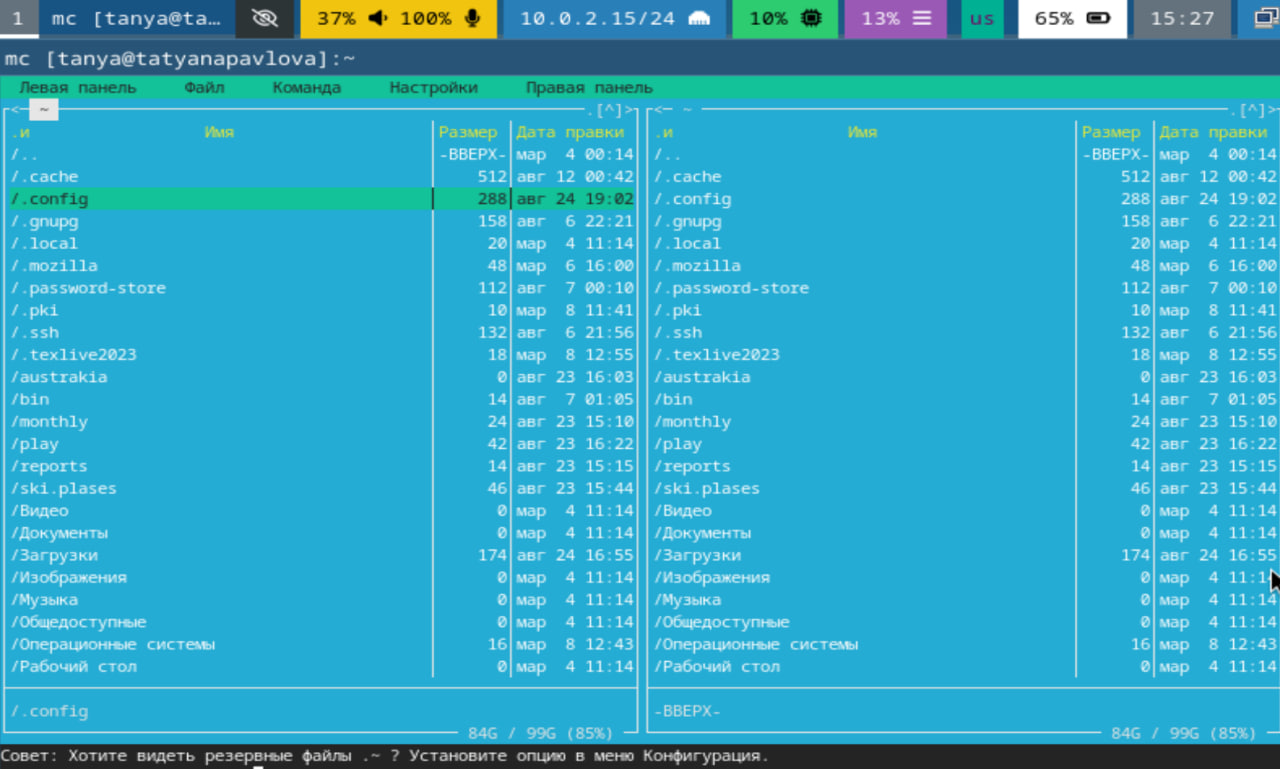 1 mc [tanya@ta… 37% 100% 10.0.2.15/24 10% 13% us 65% 15:27
mc [tanya@tatyanapavlova]:~
Левая панель Файл Команда Настройки Правая панель
<– ~ .[^]> <– ~ .[^]>
.и Имя Размер Дата правки .и Имя Размер Дата правки
/.. -ВВЕРХ- мар 4 00:14 /.. -ВВЕРХ- мар 4 00:14
/.cache 512 авг 12 00:42 /.cache 512 авг 12 00:42
/.config 288 авг 24 19:02 /.config 288 авг 24 19:02
/.gnupg 158 авг 6 22:21 /.gnupg 158 авг 6 22:21
/.local 20 мар 4 11:14 /.local 20 мар 4 11:14
/.mozilla 48 мар 6 16:00 /.mozilla 48 мар 6 16:00
/.password-store 112 авг 7 00:10 /.password-store 112 авг 7 00:10
/.pki 10 мар 8 11:41 /.pki 10 мар 8 11:41
/.ssh 132 авг 6 21:56 /.ssh 132 авг 6 21:56
/.texlive2023 18 мар 8 12:55 /.texlive2023 18 мар 8 12:55
/austrakia 0 авг 23 16:03 /austrakia 0 авг 23 16:03
/bin 14 авг 7 01:05 /bin 14 авг 7 01:05
/monthly 24 авг 23 15:10 /monthly 24 авг 23 15:10
/play 42 авг 23 16:22 /play 42 авг 23 16:22
/reports 14 авг 23 15:15 /reports 14 авг 23 15:15
/ski.plases 46 авг 23 15:44 /ski.plases 46 авг 23 15:44
/Видео 0 мар 4 11:14 /Видео 0 мар 4 11:14
/Документы 0 мар 4 11:14 /Документы 0 мар 4 11:14
/Загрузки 174 авг 24 16:55 /Загрузки 174 авг 24 16:55
/Изображения 0 мар 4 11:14 /Изображения 0 мар 4 11:14
/Музыка 0 мар 4 11:14 /Музыка 0 мар 4 11:14
/Общедоступные 0 мар 4 11:14 /Общедоступные 0 мар 4 11:14
/Операционные системы 16 мар 8 12:43 /Операционные системы 16 мар 8 12:43
/Рабочий стол 0 мар 4 11:14 /Рабочий стол 0 мар 4 11:14
/.config -ВВЕРХ-
84G / 99G (85%) 84G / 99G (85%)
Совет: Хотите видеть резервные файлы .~ ? Установите опцию в меню Конфигурация.